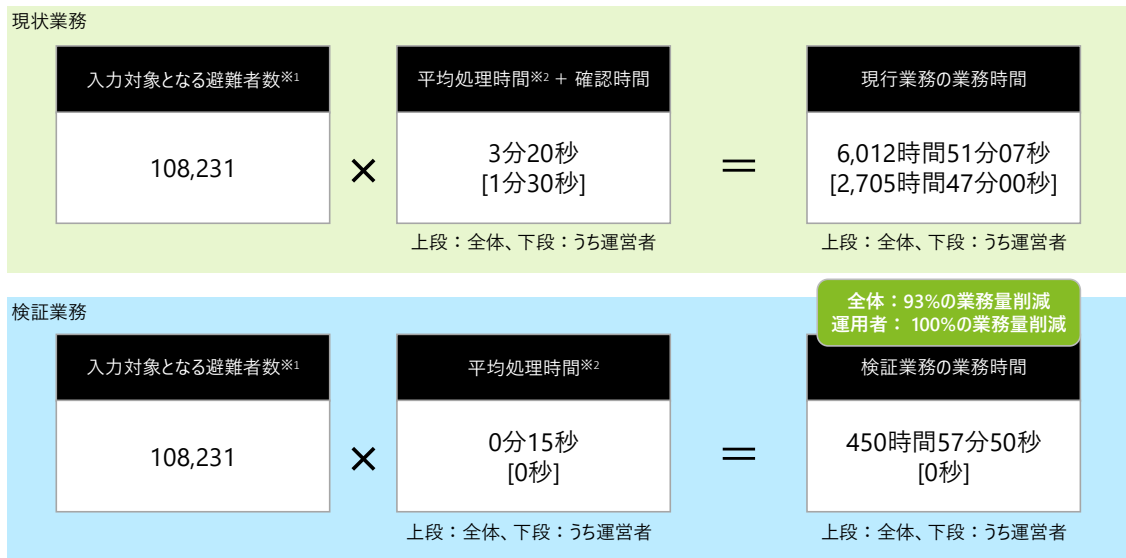 現状業務
入力対象となる避難者数※1
平均処理時間※2 + 確認時間
現行業務の業務時間
108,231
×
3分20秒
[1分30秒]
＝
6,012時間51分07秒
[2,705時間47分00秒]
上段：全体、下段：うち運営者
上段：全体、下段：うち運営者
検証業務
全体：93%の業務量削減
運用者： 100%の業務量削減
入力対象となる避難者数※1
平均処理時間※2
検証業務の業務時間
108,231
×
0分15秒
[0秒]
＝
450時間57分50秒
[0秒]
上段：全体、下段：うち運営者
上段：全体、下段：うち運営者